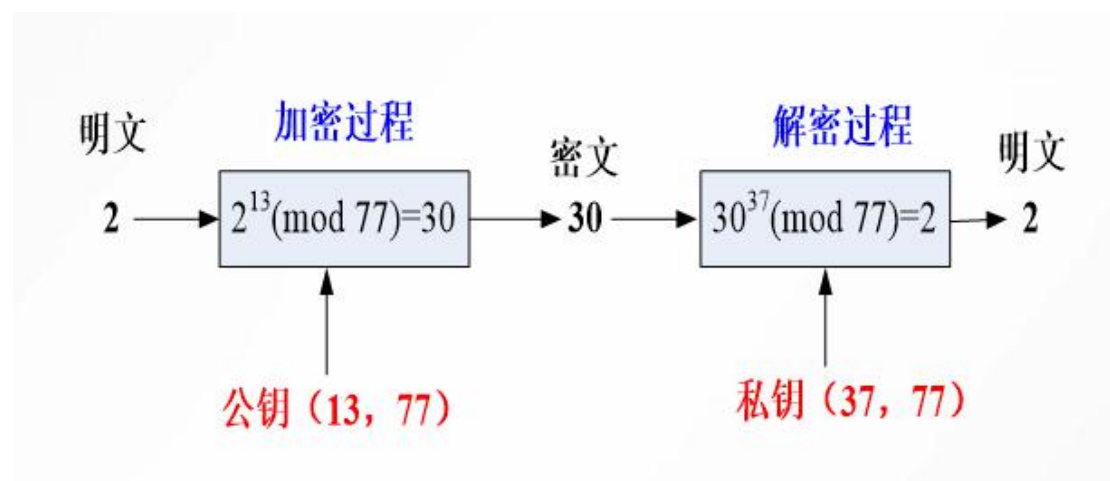 加密过程
解密过程
明文
密文
明文
2
2^13(mod 77)=30
30
30^37(mod 77)=2
2
公钥（13，77）
私钥（37，77）